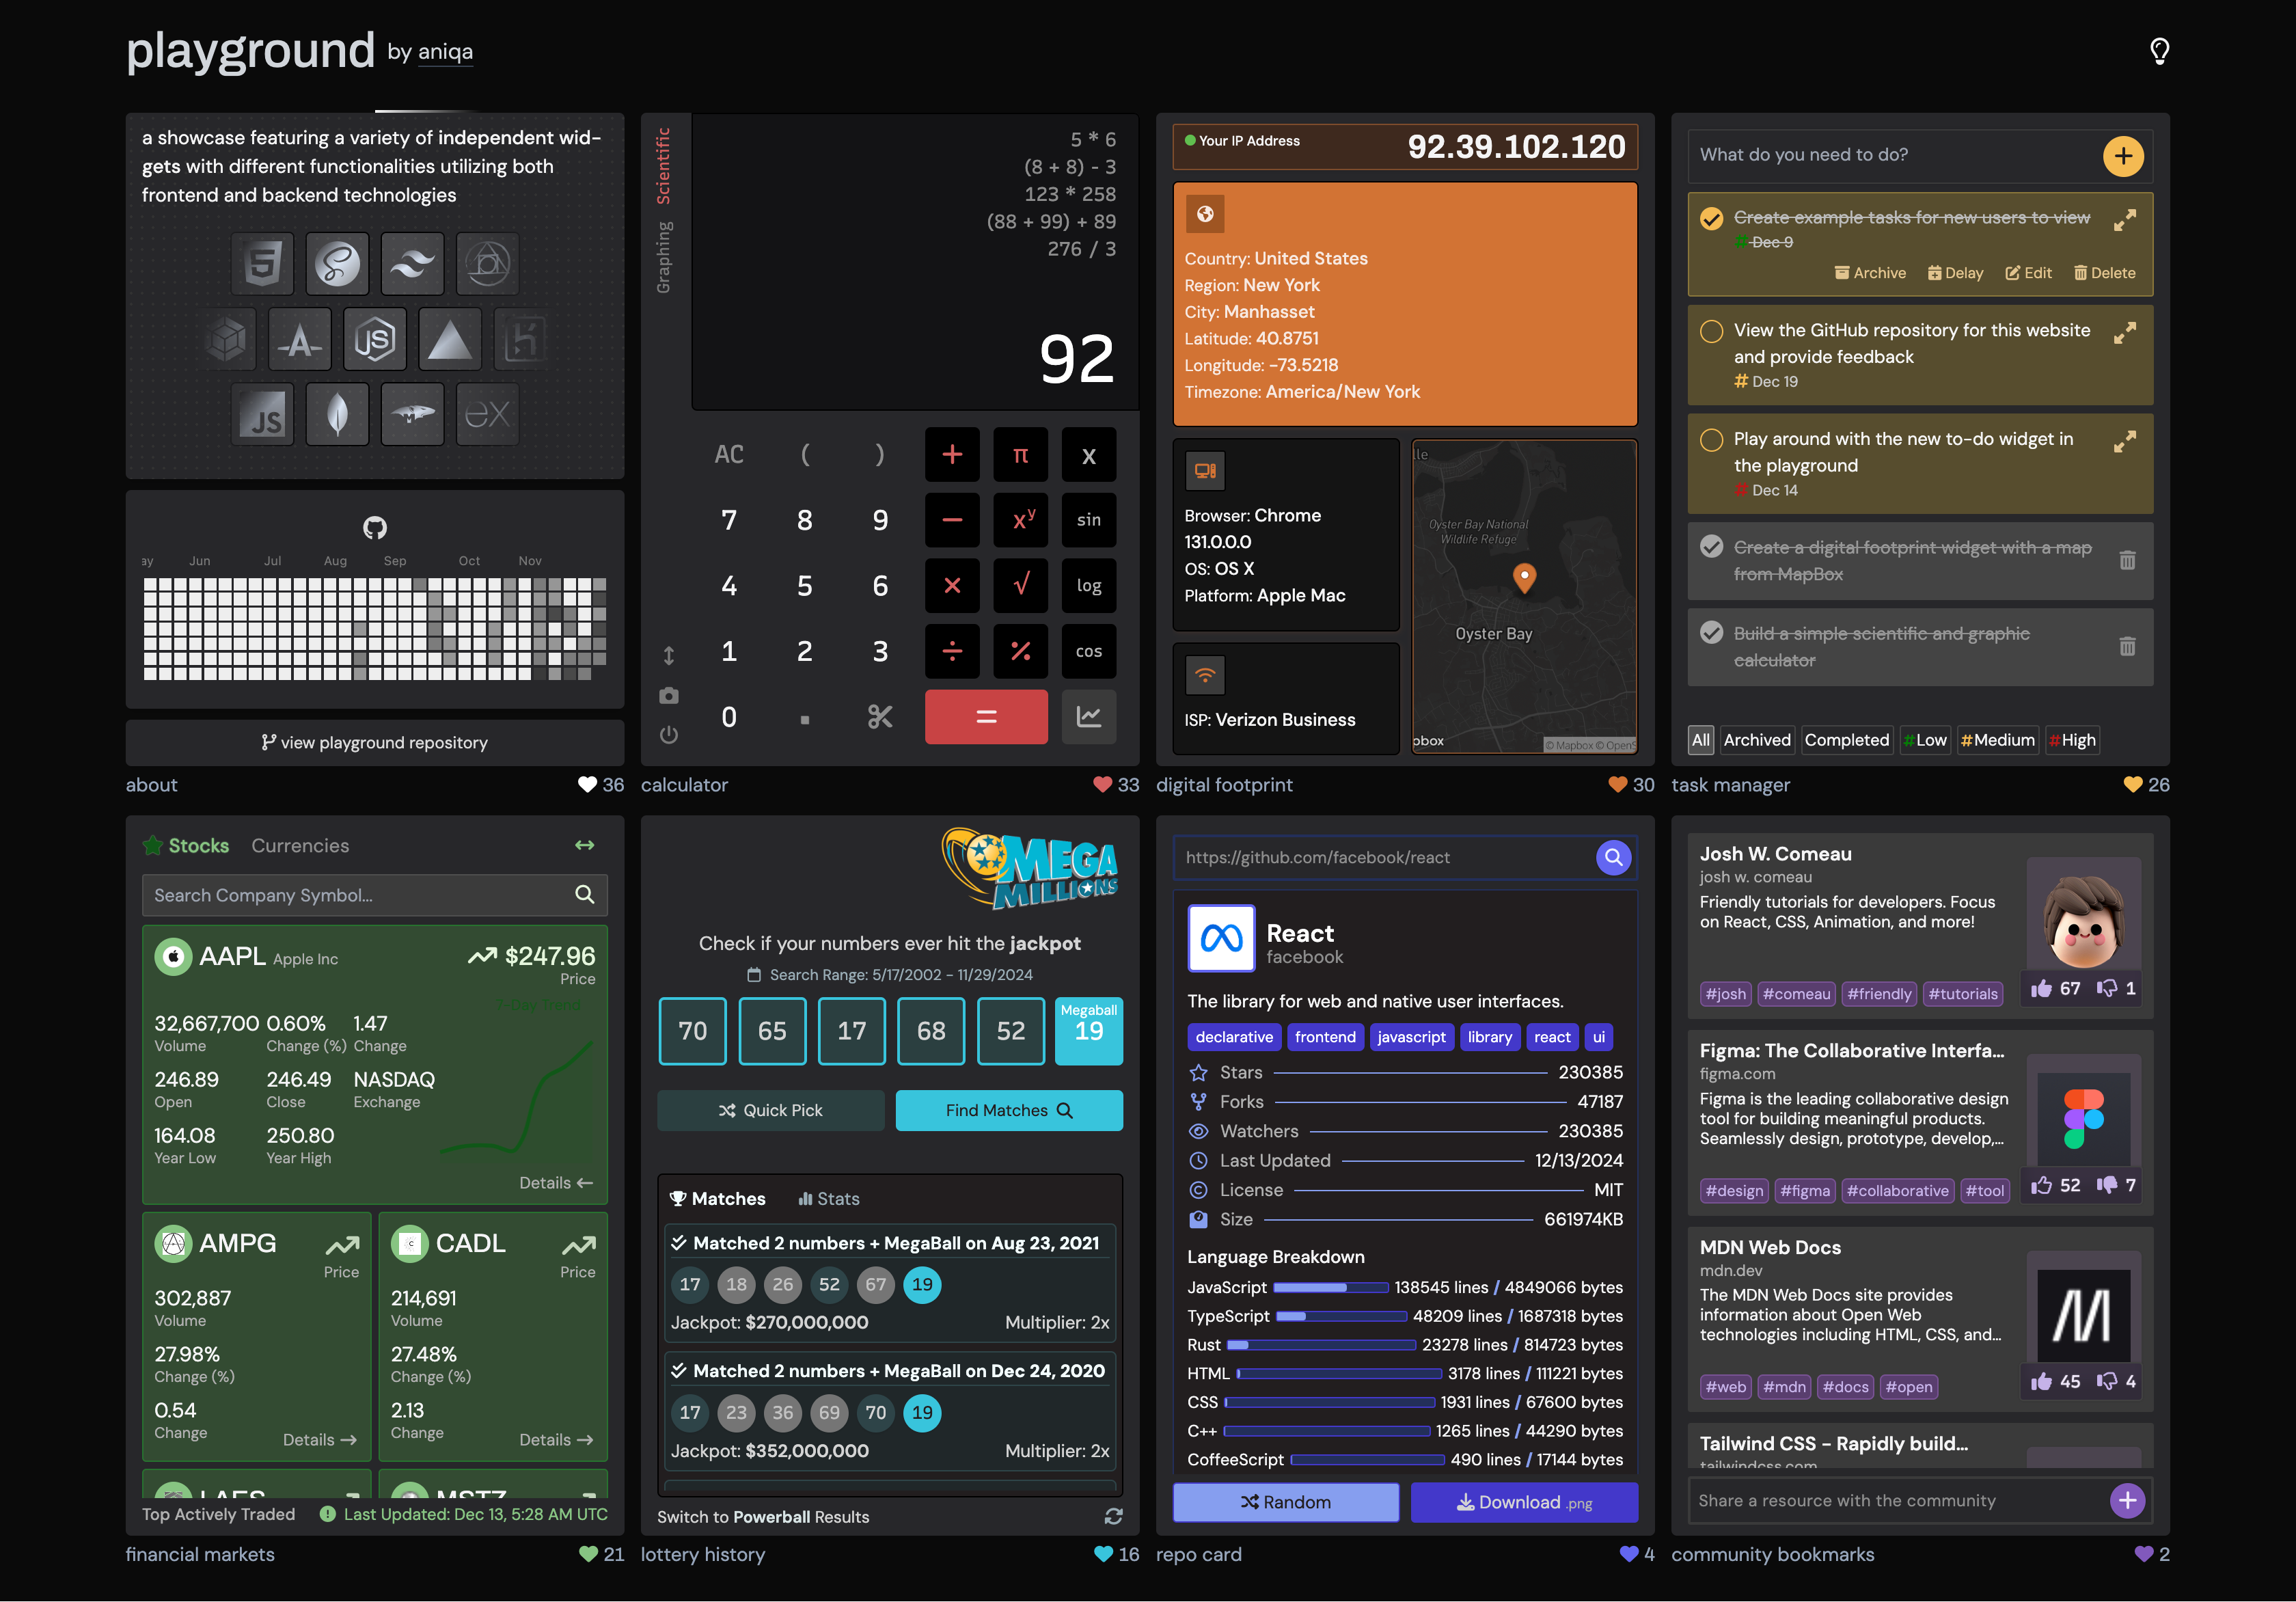 playground by aniqa
a showcase featuring a variety of independent wid-
gets with different functionalities utilizing both
frontend and backend technologies
5
JS
JS
ex
ay Jun Jul Aug Sep Oct Nov
view playground repository
about 36
Scientific
Graphing
5 * 6
(8 + 8) - 3
123 * 258
(88 + 99) + 89
276 / 3
92
AC ( ) + π x
7 8 9 − xʸ sin
4 5 6 × √ log
1 2 3 ÷ % cos
0 . =
calculator 33
Your IP Address 92.39.102.120
Country: United States
Region: New York
City: Manhasset
Latitude: 40.8751
Longitude: -73.5218
Timezone: America/New York
Browser: Chrome
131.0.0.0
OS: OS X
Platform: Apple Mac
ISP: Verizon Business
lle
Oyster Bay National
Wildlife Refuge
Oyster Bay
pbox
© Mapbox © OpenS
digital footprint 30
What do you need to do?
Create example tasks for new users to view
# Dec 9
Archive Delay Edit Delete
View the GitHub repository for this website
and provide feedback
# Dec 19
Play around with the new to-do widget in
the playground
# Dec 14
Create a digital footprint widget with a map
from MapBox
Build a simple scientific and graphic
calculator
All Archived Completed #Low #Medium #High
task manager 26
Stocks Currencies
Search Company Symbol...
AAPL Apple Inc $247.96
Price
7-Day Trend
32,667,700 0.60% 1.47
Volume Change (%) Change
246.89 246.49 NASDAQ
Open Close Exchange
164.08 250.80
Year Low Year High
Details ←
AMPG
Price
302,887
Volume
27.98%
Change (%)
0.54
Change
Details →
CADL
Price
214,691
Volume
27.48%
Change (%)
2.13
Change
Details →
LAES MSTZ
Top Actively Traded Last Updated: Dec 13, 5:28 AM UTC
financial markets 21
MEGA
MILLIONS
Check if your numbers ever hit the jackpot
Search Range: 5/17/2002 - 11/29/2024
Megaball
70 65 17 68 52 19
Quick Pick Find Matches
Matches Stats
Matched 2 numbers + MegaBall on Aug 23, 2021
17 18 26 52 67 19
Jackpot: $270,000,000 Multiplier: 2x
Matched 2 numbers + MegaBall on Dec 24, 2020
17 23 36 69 70 19
Jackpot: $352,000,000 Multiplier: 2x
Switch to Powerball Results
lottery history 16
https://github.com/facebook/react
React
facebook
The library for web and native user interfaces.
declarative frontend javascript library react ui
Stars 230385
Forks 47187
Watchers 230385
Last Updated 12/13/2024
License MIT
Size 661974KB
Language Breakdown
JavaScript 138545 lines / 4849066 bytes
TypeScript 48209 lines / 1687318 bytes
Rust 23278 lines / 814723 bytes
HTML 3178 lines / 111221 bytes
CSS 1931 lines / 67600 bytes
C++ 1265 lines / 44290 bytes
CoffeeScript 490 lines / 17144 bytes
Random Download .png
repo card 4
Josh W. Comeau
josh w. comeau
Friendly tutorials for developers. Focus
on React, CSS, Animation, and more!
#josh #comeau #friendly #tutorials 67 1
Figma: The Collaborative Interfa...
figma.com
Figma is the leading collaborative design
tool for building meaningful products.
Seamlessly design, prototype, develop,...
#design #figma #collaborative #tool 52 7
MDN Web Docs
mdn.dev
The MDN Web Docs site provides
information about Open Web
technologies including HTML, CSS, and...
#web #mdn #docs #open 45 4
Tailwind CSS - Rapidly build...
tailwindcss.com
Share a resource with the community
community bookmarks 2